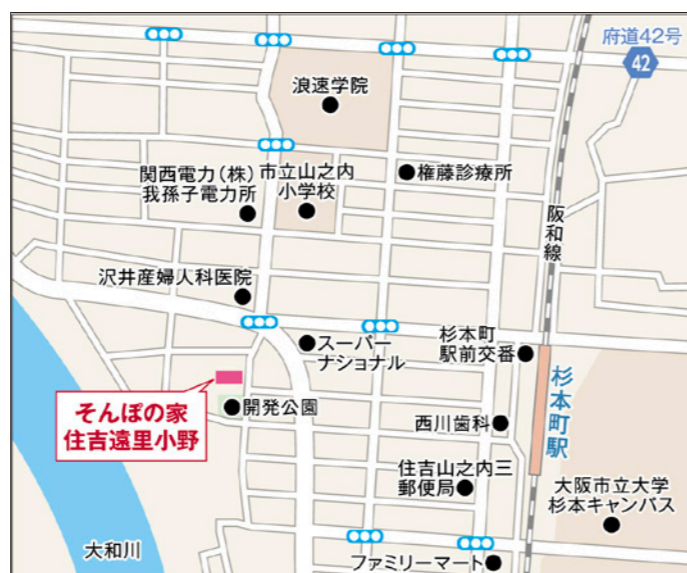 府道42号
42
浪速学院
関西電力(株)
我孫子電力所
市立山之内
小学校
権藤診療所
阪和線
沢井産婦人科医院
スーパー
ナショナル
杉本町
駅前交番
そんぽの家
住吉遠里小野
開発公園
西川歯科
杉本町駅
住吉山之内三
郵便局
大阪市立大学
杉本キャンパス
大和川
ファミリーマート